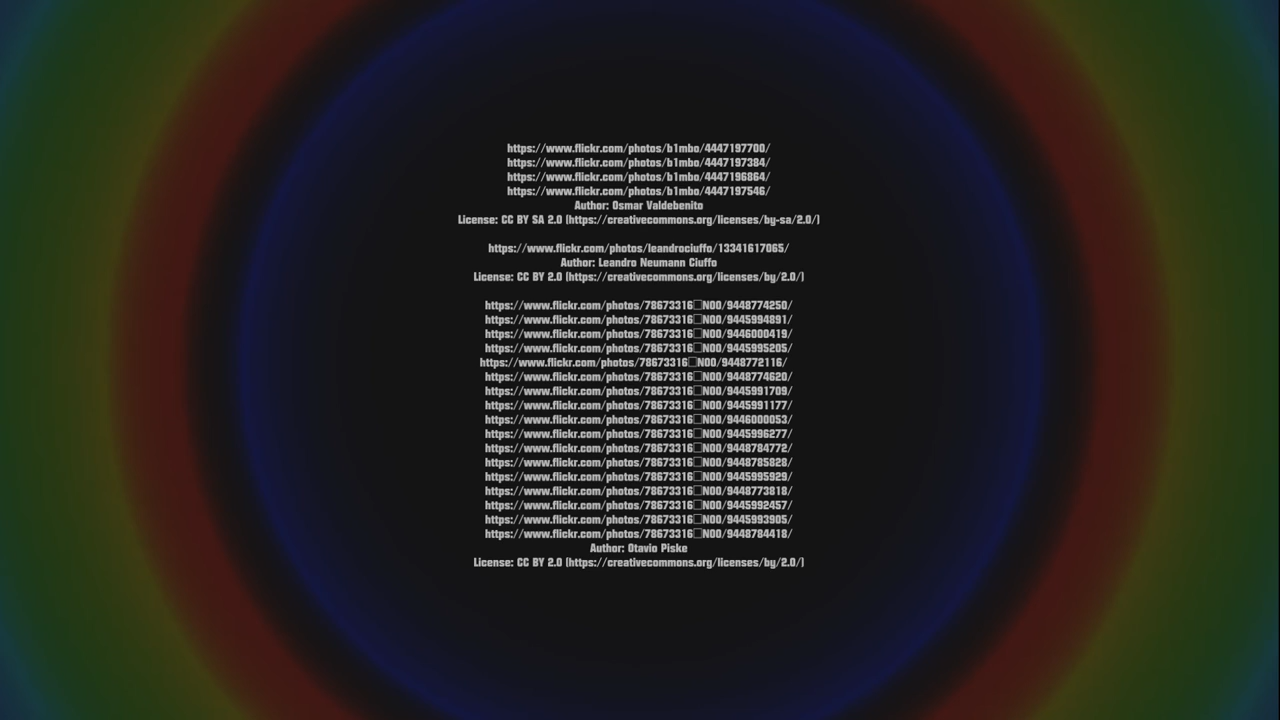 https://www.flickr.com/photos/b1mbo/4447197700/
https://www.flickr.com/photos/b1mbo/4447197384/
https://www.flickr.com/photos/b1mbo/4447196864/
https://www.flickr.com/photos/b1mbo/4447197546/
Author: Osmar Valdebenito
License: CC BY SA 2.0 (https://creativecommons.org/licenses/by-sa/2.0/)
https://www.flickr.com/photos/leandrociuffo/13341617065/
Author: Leandro Neumann Ciuffo
License: CC BY 2.0 (https://creativecommons.org/licenses/by/2.0/)
https://www.flickr.com/photos/78673316□N00/9448774250/
https://www.flickr.com/photos/78673316□N00/9445994891/
https://www.flickr.com/photos/78673316□N00/9446000419/
https://www.flickr.com/photos/78673316□N00/9445995205/
https://www.flickr.com/photos/78673316□N00/9448772116/
https://www.flickr.com/photos/78673316□N00/9448774620/
https://www.flickr.com/photos/78673316□N00/9445991709/
https://www.flickr.com/photos/78673316□N00/9445991177/
https://www.flickr.com/photos/78673316□N00/9446000053/
https://www.flickr.com/photos/78673316□N00/9445996277/
https://www.flickr.com/photos/78673316□N00/9448784772/
https://www.flickr.com/photos/78673316□N00/9448785828/
https://www.flickr.com/photos/78673316□N00/9445995929/
https://www.flickr.com/photos/78673316□N00/9448773818/
https://www.flickr.com/photos/78673316□N00/9445992457/
https://www.flickr.com/photos/78673316□N00/9445993905/
https://www.flickr.com/photos/78673316□N00/9448784418/
Author: Otavio Piske
License: CC BY 2.0 (https://creativecommons.org/licenses/by/2.0/)